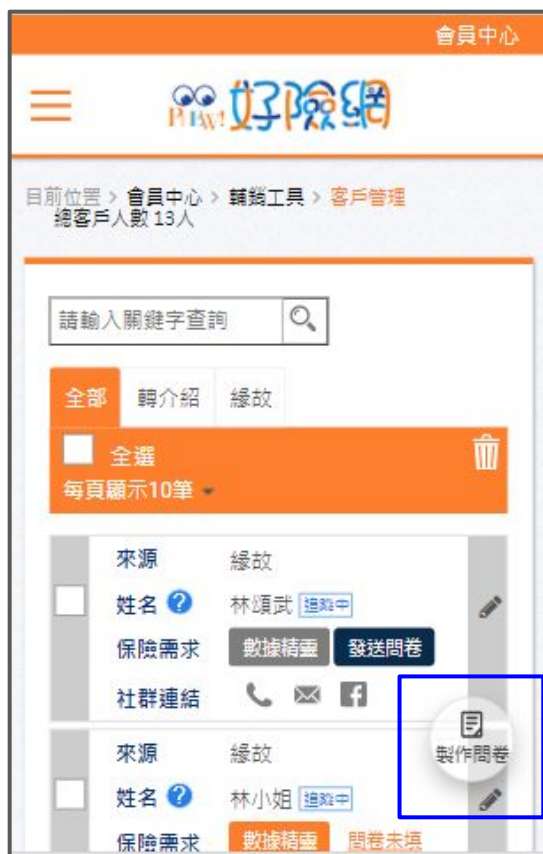 會員中心
PHEW! 好險網
目前位置 > 會員中心 > 輔銷工具 > 客戶管理
總客戶人數 13人
請輸入關鍵字查詢
全部 轉介紹 緣故
全選
每頁顯示10筆
來源 緣故
姓名 ? 林頌武 追蹤中
保險需求 數據精靈 發送問卷
社群連結
製作問卷
來源 緣故
姓名 ? 林小姐 追蹤中
保險需求 數據精靈 問卷未填